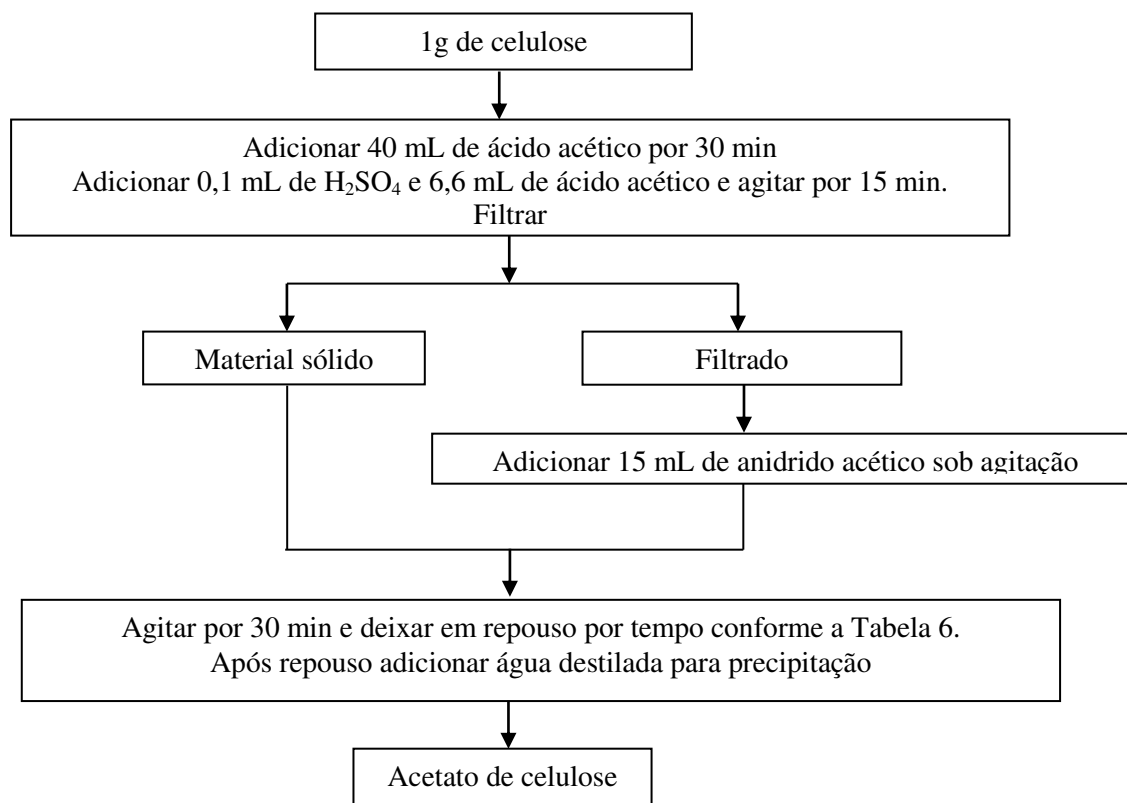 1g de celulose
Adicionar 40 mL de ácido acético por 30 min
Adicionar 0,1 mL de H₂SO₄ e 6,6 mL de ácido acético e agitar por 15 min.
Filtrar
Material sólido
Filtrado
Adicionar 15 mL de anidrido acético sob agitação
Agitar por 30 min e deixar em repouso por tempo conforme a Tabela 6.
Após repouso adicionar água destilada para precipitação
Acetato de celulose